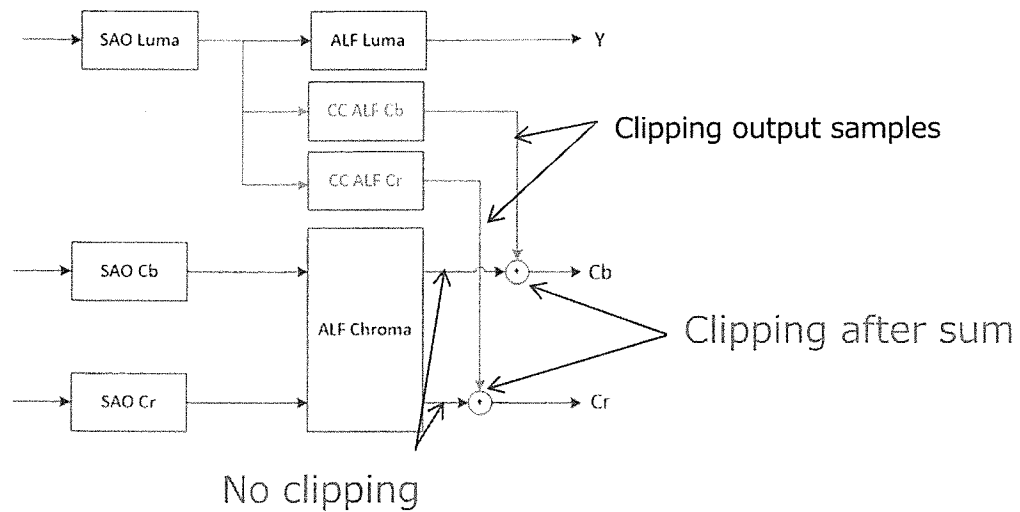 SAO Luma
ALF Luma
Y
CC ALF Cb
Clipping output samples
CC ALF Cr
SAO Cb
Cb
ALF Chroma
Clipping after sum
SAO Cr
Cr
No clipping